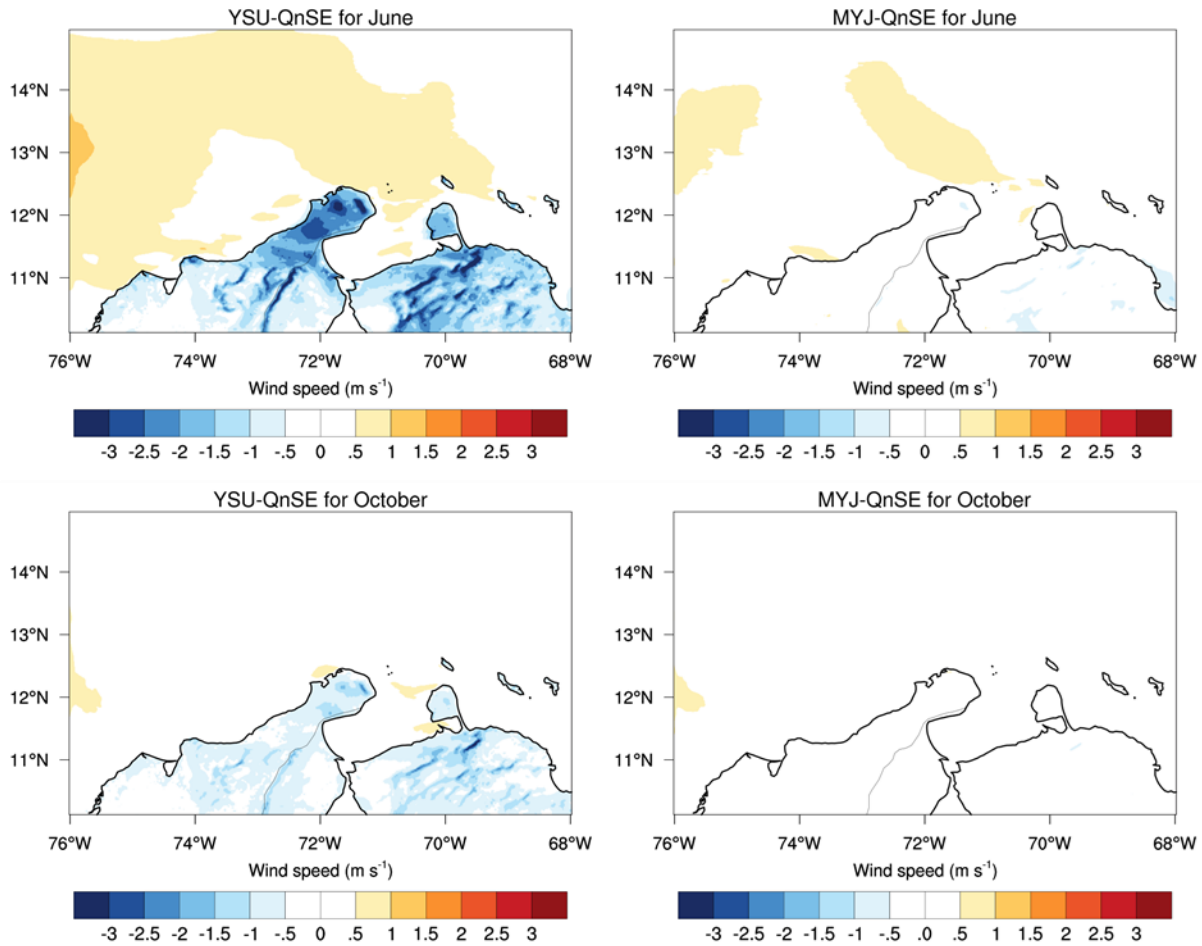 YSU-QnSE for June
14°N
13°N
12°N
11°N
76°W 74°W 72°W 70°W 68°W
Wind speed (m s⁻¹)
-3 -2.5 -2 -1.5 -1 -.5 0 .5 1 1.5 2 2.5 3
MYJ-QnSE for June
14°N
13°N
12°N
11°N
76°W 74°W 72°W 70°W 68°W
Wind speed (m s⁻¹)
-3 -2.5 -2 -1.5 -1 -.5 0 .5 1 1.5 2 2.5 3
YSU-QnSE for October
14°N
13°N
12°N
11°N
76°W 74°W 72°W 70°W 68°W
Wind speed (m s⁻¹)
-3 -2.5 -2 -1.5 -1 -.5 0 .5 1 1.5 2 2.5 3
MYJ-QnSE for October
14°N
13°N
12°N
11°N
76°W 74°W 72°W 70°W 68°W
Wind speed (m s⁻¹)
-3 -2.5 -2 -1.5 -1 -.5 .0 .5 1 1.5 2 2.5 3